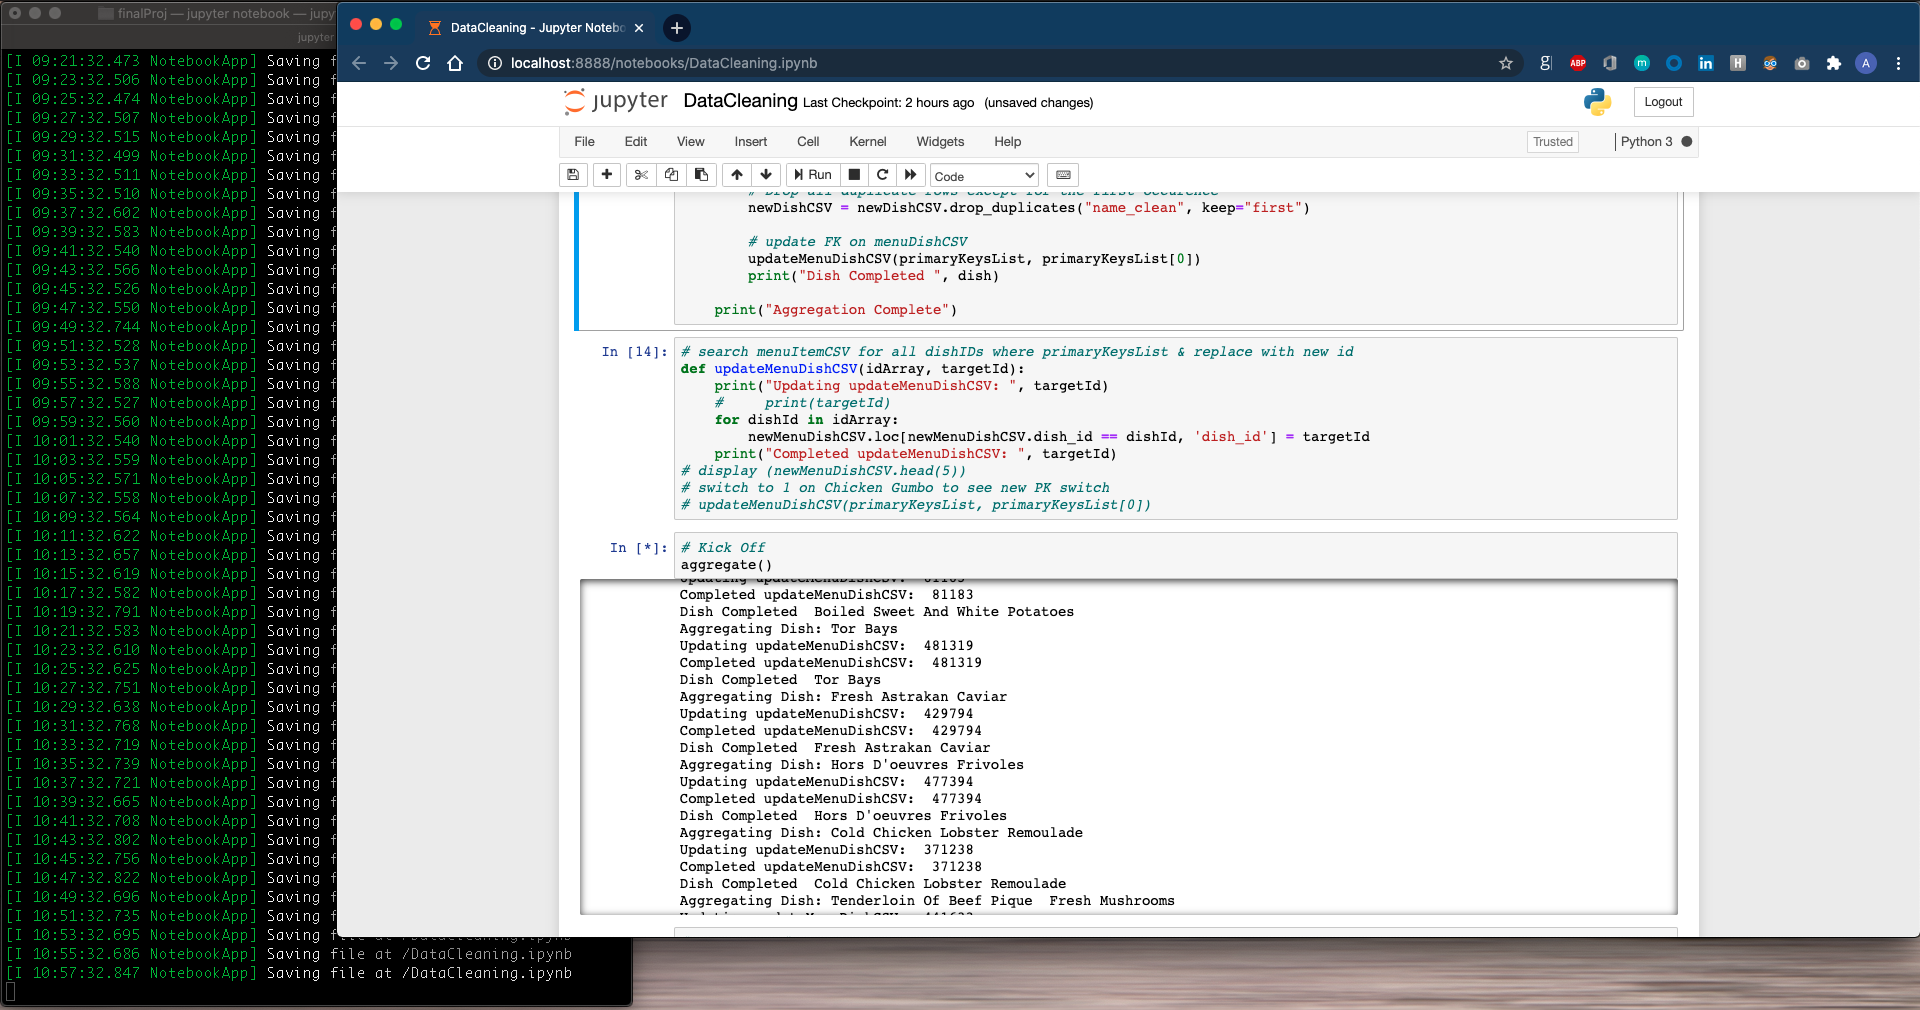 finalProj — jupyter notebook — jupy
jupyter
[I 09:21:32.473 NotebookApp] Saving f
[I 09:23:32.506 NotebookApp] Saving f
[I 09:25:32.474 NotebookApp] Saving f
[I 09:27:32.507 NotebookApp] Saving f
[I 09:29:32.515 NotebookApp] Saving f
[I 09:31:32.499 NotebookApp] Saving f
[I 09:33:32.511 NotebookApp] Saving f
[I 09:35:32.510 NotebookApp] Saving f
[I 09:37:32.602 NotebookApp] Saving f
[I 09:39:32.583 NotebookApp] Saving f
[I 09:41:32.540 NotebookApp] Saving f
[I 09:43:32.566 NotebookApp] Saving f
[I 09:45:32.526 NotebookApp] Saving f
[I 09:47:32.550 NotebookApp] Saving f
[I 09:49:32.744 NotebookApp] Saving f
[I 09:51:32.528 NotebookApp] Saving f
[I 09:53:32.537 NotebookApp] Saving f
[I 09:55:32.588 NotebookApp] Saving f
[I 09:57:32.527 NotebookApp] Saving f
[I 09:59:32.560 NotebookApp] Saving f
[I 10:01:32.540 NotebookApp] Saving f
[I 10:03:32.559 NotebookApp] Saving f
[I 10:05:32.571 NotebookApp] Saving f
[I 10:07:32.558 NotebookApp] Saving f
[I 10:09:32.564 NotebookApp] Saving f
[I 10:11:32.622 NotebookApp] Saving f
[I 10:13:32.657 NotebookApp] Saving f
[I 10:15:32.619 NotebookApp] Saving f
[I 10:17:32.582 NotebookApp] Saving f
[I 10:19:32.791 NotebookApp] Saving f
[I 10:21:32.583 NotebookApp] Saving f
[I 10:23:32.610 NotebookApp] Saving f
[I 10:25:32.625 NotebookApp] Saving f
[I 10:27:32.751 NotebookApp] Saving f
[I 10:29:32.638 NotebookApp] Saving f
[I 10:31:32.768 NotebookApp] Saving f
[I 10:33:32.719 NotebookApp] Saving f
[I 10:35:32.739 NotebookApp] Saving f
[I 10:37:32.721 NotebookApp] Saving f
[I 10:39:32.665 NotebookApp] Saving f
[I 10:41:32.708 NotebookApp] Saving f
[I 10:43:32.802 NotebookApp] Saving f
[I 10:45:32.756 NotebookApp] Saving f
[I 10:47:32.822 NotebookApp] Saving f
[I 10:49:32.696 NotebookApp] Saving f
[I 10:51:32.735 NotebookApp] Saving f
[I 10:53:32.695 NotebookApp] Saving file at /DataCleaning.ipynb
[I 10:55:32.686 NotebookApp] Saving file at /DataCleaning.ipynb
[I 10:57:32.847 NotebookApp] Saving file at /DataCleaning.ipynb
DataCleaning - Jupyter Notebo
localhost:8888/notebooks/DataCleaning.ipynb
g ABP m in H A
jupyter DataCleaning Last Checkpoint: 2 hours ago (unsaved changes) Logout
File Edit View Insert Cell Kernel Widgets Help Trusted Python 3
Run Code
# Drop all duplicate rows except for the first occurence
newDishCSV = newDishCSV.drop_duplicates("name_clean", keep="first")
# update FK on menuDishCSV
updateMenuDishCSV(primaryKeysList, primaryKeysList[0])
print("Dish Completed ", dish)
print("Aggregation Complete")
In [14]: # search menuItemCSV for all dishIDs where primaryKeysList & replace with new id
def updateMenuDishCSV(idArray, targetId):
print("Updating updateMenuDishCSV: ", targetId)
# print(targetId)
for dishId in idArray:
newMenuDishCSV.loc[newMenuDishCSV.dish_id == dishId, 'dish_id'] = targetId
print("Completed updateMenuDishCSV: ", targetId)
# display (newMenuDishCSV.head(5))
# switch to 1 on Chicken Gumbo to see new PK switch
# updateMenuDishCSV(primaryKeysList, primaryKeysList[0])
In [*]: # Kick Off
aggregate()
Updating updateMenuDishCSV: 81183
Completed updateMenuDishCSV: 81183
Dish Completed Boiled Sweet And White Potatoes
Aggregating Dish: Tor Bays
Updating updateMenuDishCSV: 481319
Completed updateMenuDishCSV: 481319
Dish Completed Tor Bays
Aggregating Dish: Fresh Astrakan Caviar
Updating updateMenuDishCSV: 429794
Completed updateMenuDishCSV: 429794
Dish Completed Fresh Astrakan Caviar
Aggregating Dish: Hors D'oeuvres Frivoles
Updating updateMenuDishCSV: 477394
Completed updateMenuDishCSV: 477394
Dish Completed Hors D'oeuvres Frivoles
Aggregating Dish: Cold Chicken Lobster Remoulade
Updating updateMenuDishCSV: 371238
Completed updateMenuDishCSV: 371238
Dish Completed Cold Chicken Lobster Remoulade
Aggregating Dish: Tenderloin Of Beef Pique Fresh Mushrooms